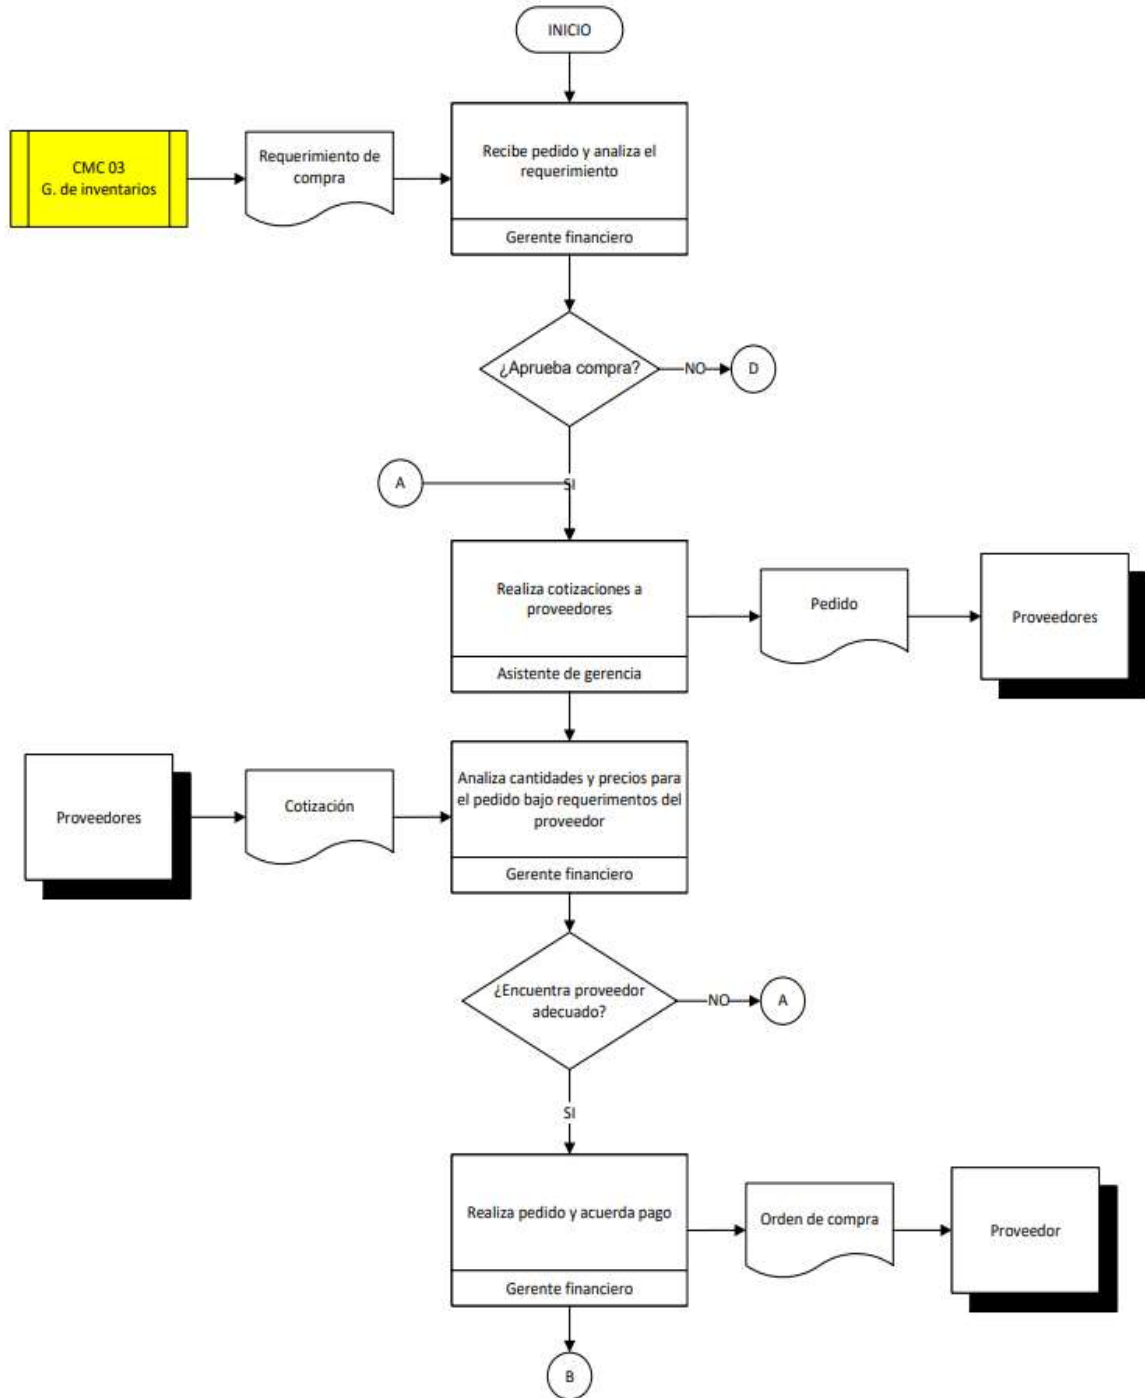 INICIO
CMC 03
G. de inventarios
Requerimiento de
compra
Recibe pedido y analiza el
requerimiento
Gerente financiero
¿Aprueba compra?
NO
D
A
SI
Realiza cotizaciones a
proveedores
Asistente de gerencia
Pedido
Proveedores
Proveedores
Cotización
Analiza cantidades y precios para
el pedido bajo requerimentos del
proveedor
Gerente financiero
¿Encuentra proveedor
adecuado?
NO
A
SI
Realiza pedido y acuerda pago
Gerente financiero
Orden de compra
Proveedor
B